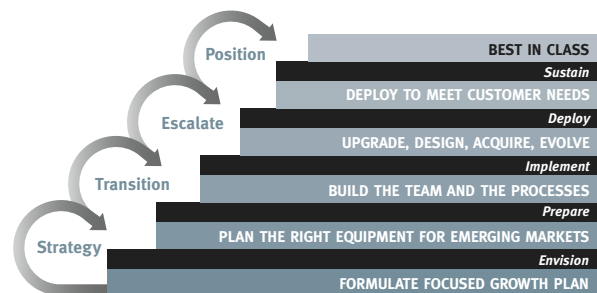 Position
BEST IN CLASS
Sustain
DEPLOY TO MEET CUSTOMER NEEDS
Escalate
Deploy
UPGRADE, DESIGN, ACQUIRE, EVOLVE
Implement
Transition
BUILD THE TEAM AND THE PROCESSES
Prepare
PLAN THE RIGHT EQUIPMENT FOR EMERGING MARKETS
Strategy
Envision
FORMULATE FOCUSED GROWTH PLAN